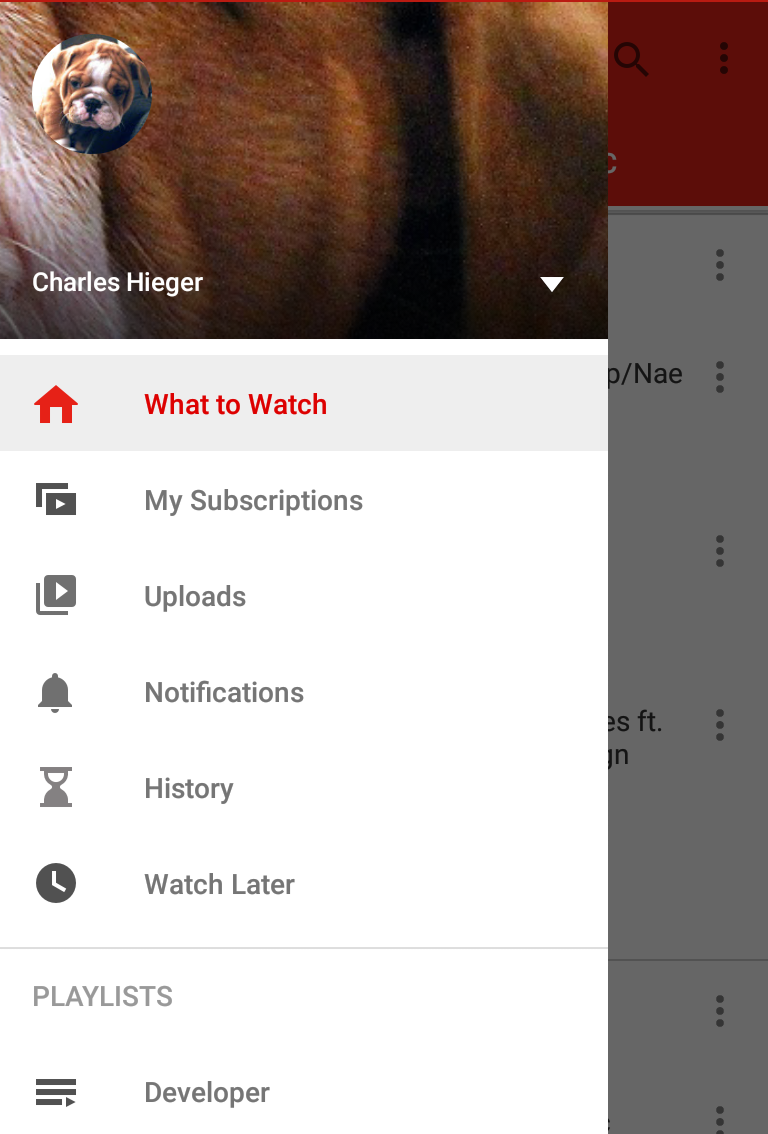 Charles Hieger
What to Watch
My Subscriptions
Uploads
Notifications
History
Watch Later
PLAYLISTS
Developer
p/Nae
es ft.
gn